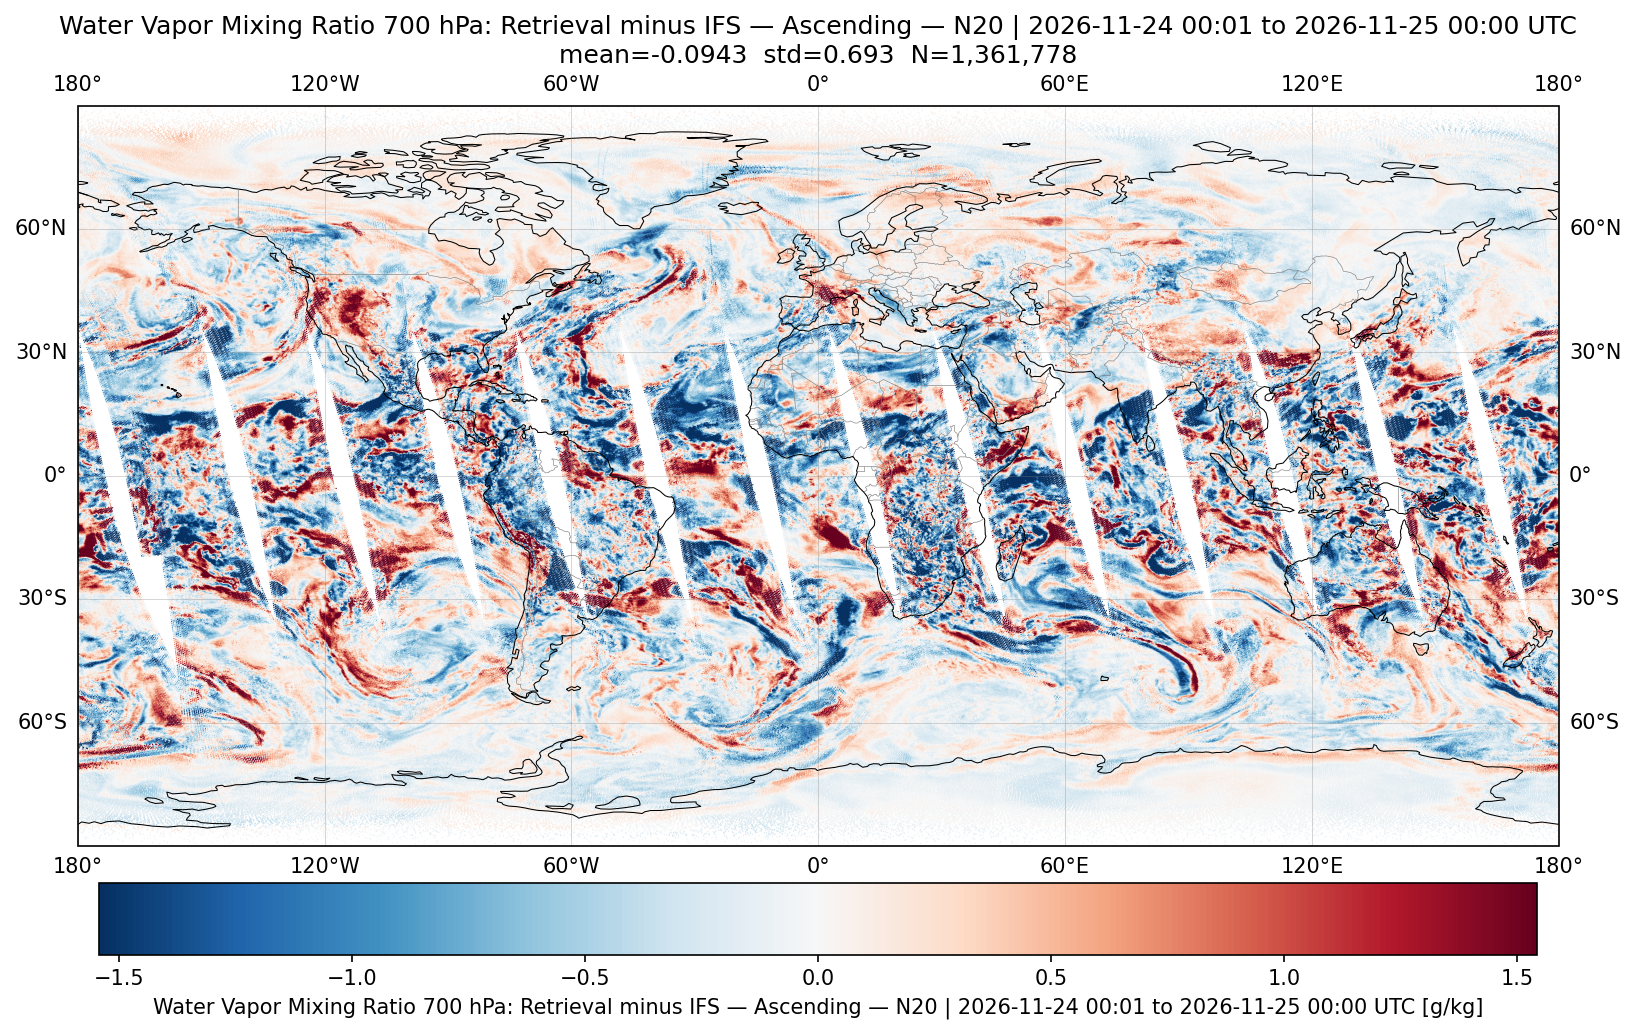 Water Vapor Mixing Ratio 700 hPa: Retrieval minus IFS — Ascending — N20 | 2026-11-24 00:01 to 2026-11-25 00:00 UTC
mean=-0.0943 std=0.693 N=1,361,778
180° 120°W 60°W 0° 60°E 120°E 180°
60°N 60°N
30°N 30°N
0° 0°
30°S 30°S
60°S 60°S
180° 120°W 60°W 0° 60°E 120°E 180°
−1.5 −1.0 −0.5 0.0 0.5 1.0 1.5
Water Vapor Mixing Ratio 700 hPa: Retrieval minus IFS — Ascending — N20 | 2026-11-24 00:01 to 2026-11-25 00:00 UTC [g/kg]